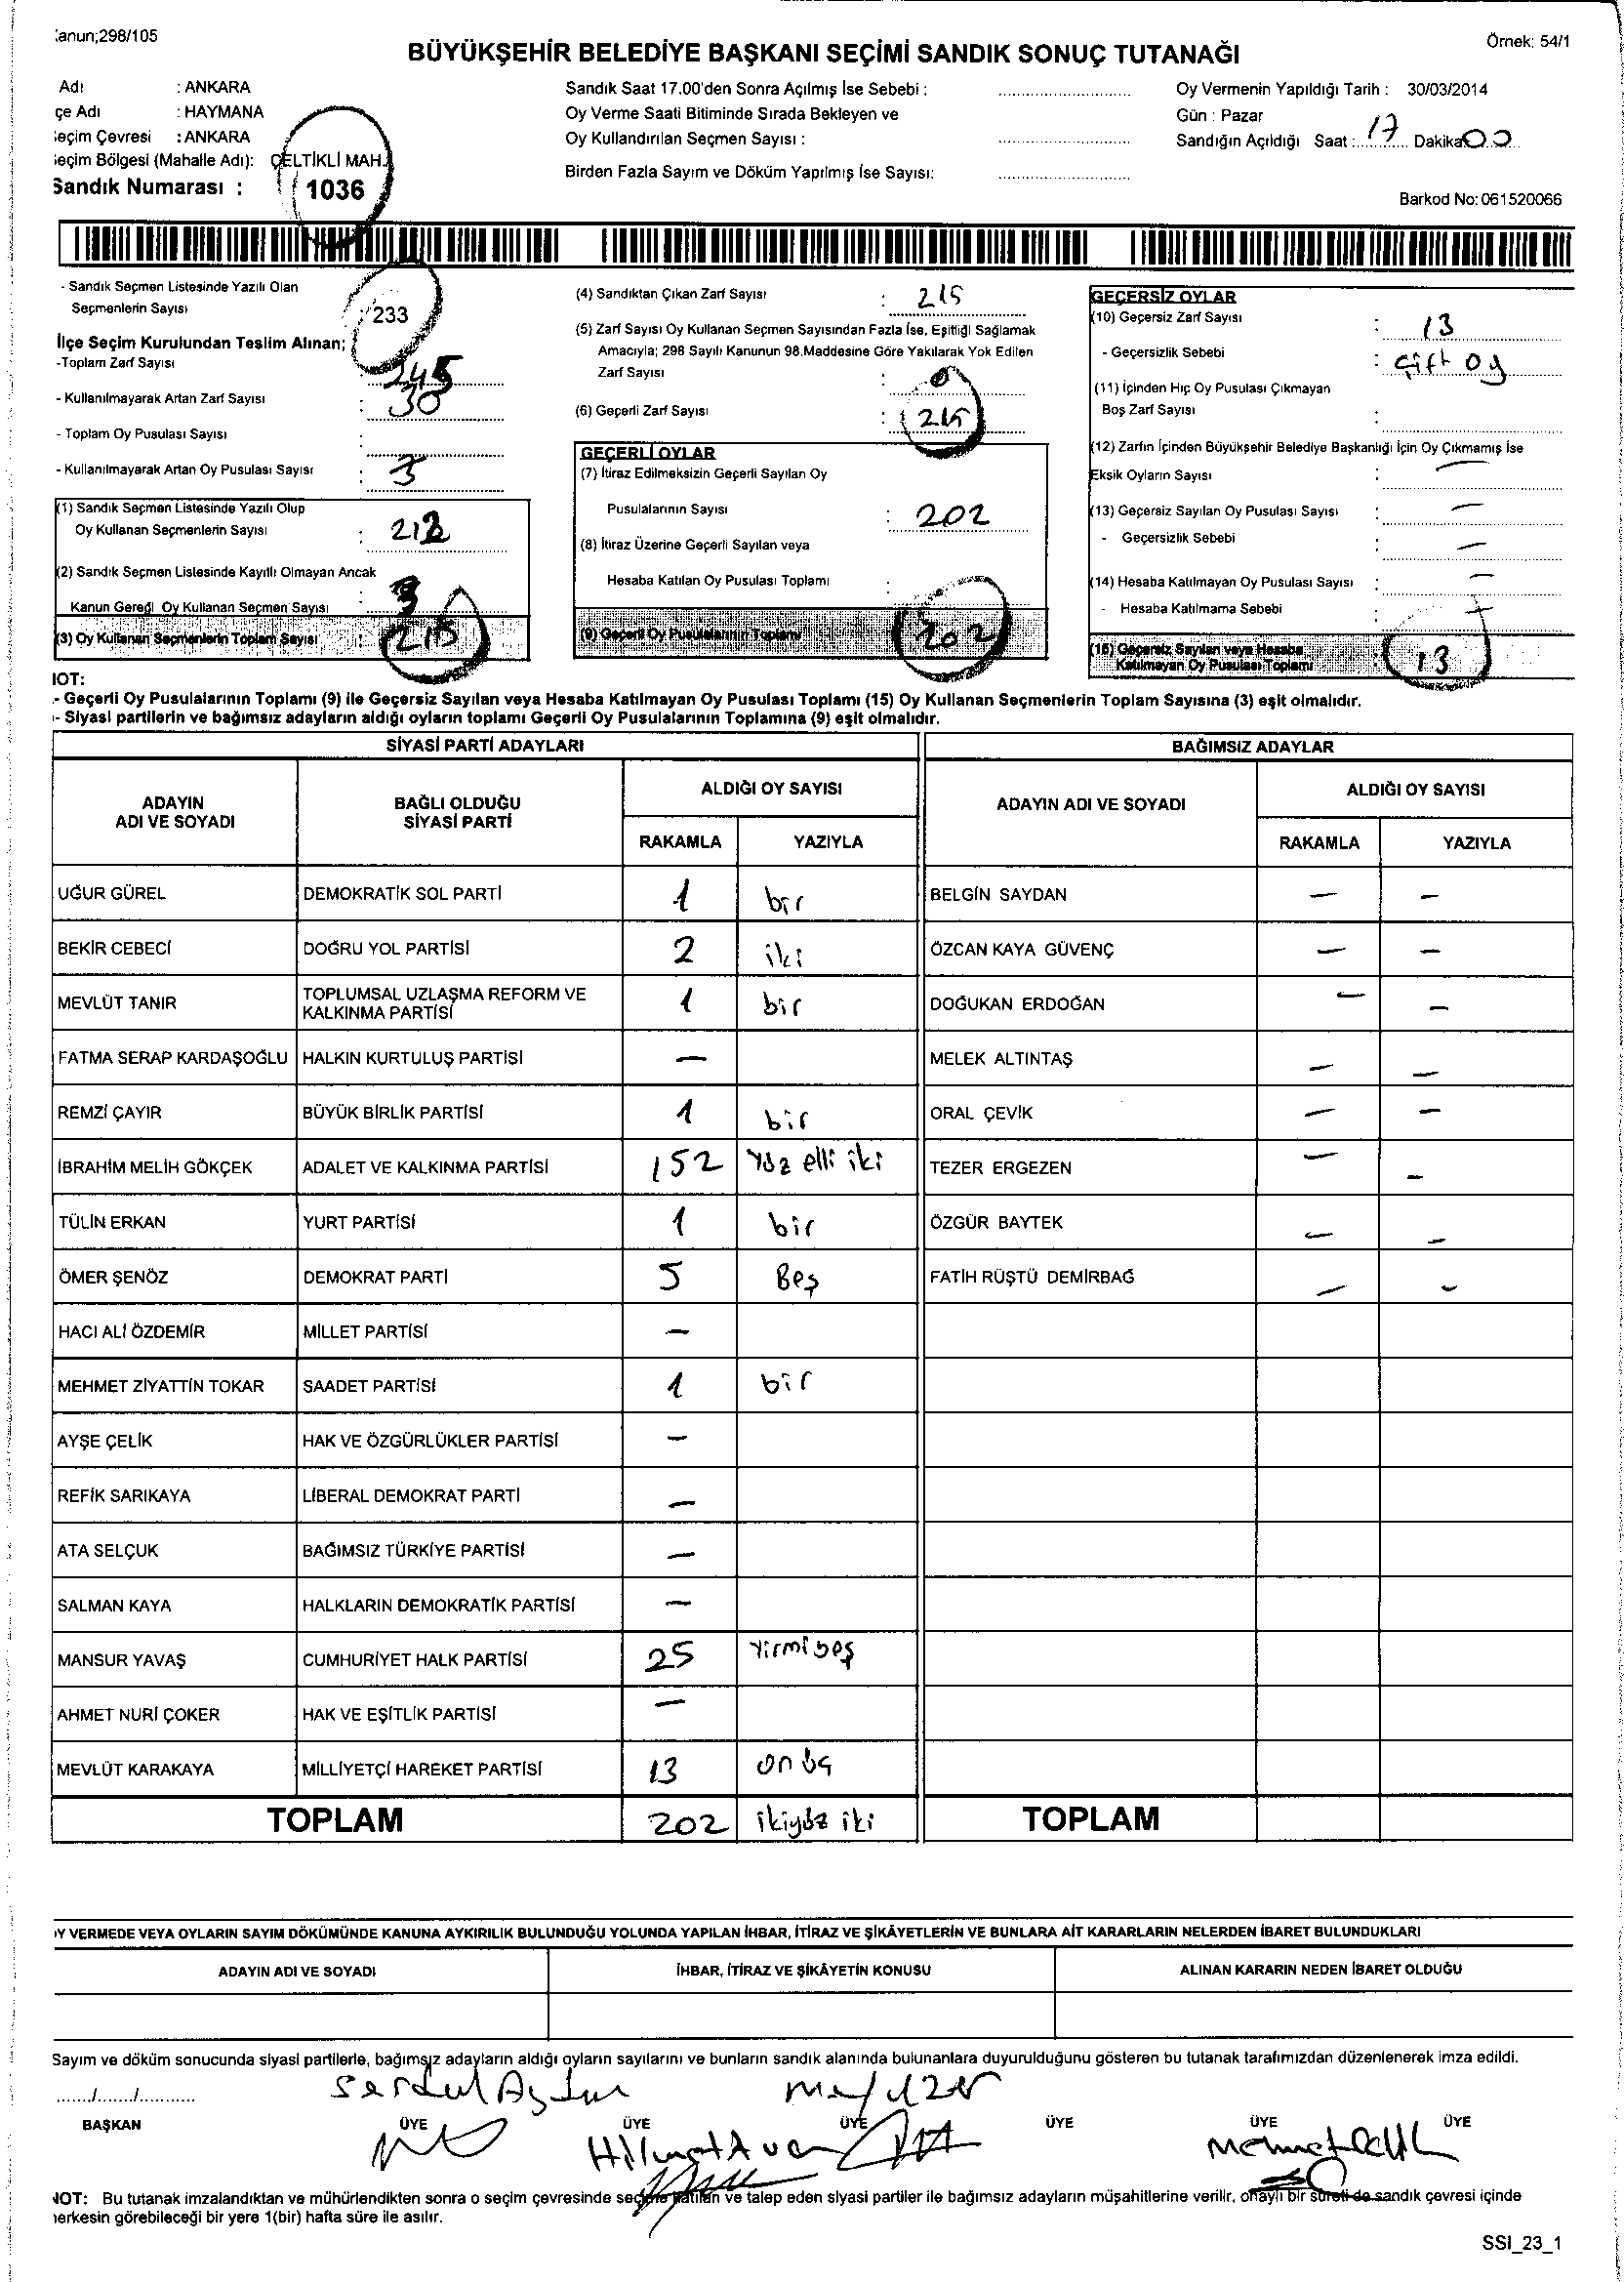 anun;298/105
Örnek: 54/1
BÜYÜKŞEHİR BELEDİYE BAŞKANI SEÇİMİ SANDIK SONUÇ TUTANAĞI
Adı : ANKARA
çe Adı : HAYMANA
eçim Çevresi : ANKARA
eçim Bölgesi (Mahalle Adı): ÇELTİKLİ MAH.
Sandık Numarası : 1036
Sandık Saat 17.00'den Sonra Açılmış İse Sebebi :
Oy Verme Saati Bitiminde Sırada Bekleyen ve
Oy Kullandırılan Seçmen Sayısı :
Birden Fazla Sayım ve Döküm Yapılmış İse Sayısı:
Oy Vermenin Yapıldığı Tarih : 30/03/2014
Gün : Pazar
Sandığın Açıldığı Saat : 17 Dakika 00
Barkod No: 061520066
- Sandık Seçmen Listesinde Yazılı Olan
Seçmenlerin Sayısı 233
İlçe Seçim Kurulundan Teslim Alınan;
-Toplam Zarf Sayısı : 245
- Kullanılmayarak Artan Zarf Sayısı : 30
- Toplam Oy Pusulası Sayısı :
- Kullanılmayarak Artan Oy Pusulası Sayısı :
(1) Sandık Seçmen Listesinde Yazılı Olup
Oy Kullanan Seçmenlerin Sayısı : 212
(2) Sandık Seçmen Listesinde Kayıtlı Olmayan Ancak
Kanun Gereği Oy Kullanan Seçmen Sayısı : 3
(3) Oy Kullanan Seçmenlerin Toplam Sayısı : 215
(4) Sandıktan Çıkan Zarf Sayısı : 215
(5) Zarf Sayısı Oy Kullanan Seçmen Sayısından Fazla İse, Eşitliği Sağlamak
Amacıyla; 298 Sayılı Kanunun 98.Maddesine Göre Yakılarak Yok Edilen
Zarf Sayısı : 0
(6) Geçerli Zarf Sayısı : 215
GEÇERLİ OYLAR
(7) İtiraz Edilmeksizin Geçerli Sayılan Oy
Pusulalarının Sayısı : 202
(8) İtiraz Üzerine Geçerli Sayılan veya
Hesaba Katılan Oy Pusulası Toplamı :
(9) Geçerli Oy Pusulalarının Toplamı 202
GEÇERSİZ OYLAR
(10) Geçersiz Zarf Sayısı : 13
- Geçersizlik Sebebi : Çift oy
(11) İçinden Hiç Oy Pusulası Çıkmayan
Boş Zarf Sayısı :
(12) Zarfın İçinden Büyükşehir Belediye Başkanlığı İçin Oy Çıkmamış İse
Eksik Oyların Sayısı : —
(13) Geçersiz Sayılan Oy Pusulası Sayısı : —
- Geçersizlik Sebebi : —
(14) Hesaba Katılmayan Oy Pusulası Sayısı : —
- Hesaba Katılmama Sebebi :
(15) Geçersiz Sayılan veya Hesaba
Katılmayan Oy Pusulası Toplamı : 13
NOT:
- Geçerli Oy Pusulalarının Toplamı (9) ile Geçersiz Sayılan veya Hesaba Katılmayan Oy Pusulası Toplamı (15) Oy Kullanan Seçmenlerin Toplam Sayısına (3) eşit olmalıdır.
- Siyasi partilerin ve bağımsız adayların aldığı oyların toplamı Geçerli Oy Pusulalarının Toplamına (9) eşit olmalıdır.
SİYASİ PARTİ ADAYLARI BAĞIMSIZ ADAYLAR
ADAYIN ADI VE SOYADI BAĞLI OLDUĞU SİYASİ PARTİ ALDIĞI OY SAYISI ADAYIN ADI VE SOYADI ALDIĞI OY SAYISI
RAKAMLA YAZIYLA RAKAMLA YAZIYLA
UĞUR GÜREL DEMOKRATİK SOL PARTİ 1 bir BELGİN SAYDAN — —
BEKİR CEBECİ DOĞRU YOL PARTİSİ 2 iki ÖZCAN KAYA GÜVENÇ — —
MEVLÜT TANIR TOPLUMSAL UZLAŞMA REFORM VE KALKINMA PARTİSİ 1 bir DOĞUKAN ERDOĞAN — —
FATMA SERAP KARDAŞOĞLU HALKIN KURTULUŞ PARTİSİ — MELEK ALTINTAŞ — —
REMZİ ÇAYIR BÜYÜK BİRLİK PARTİSİ 1 bir ORAL ÇEVİK — —
İBRAHİM MELİH GÖKÇEK ADALET VE KALKINMA PARTİSİ 152 Yüz elli iki TEZER ERGEZEN — —
TÜLİN ERKAN YURT PARTİSİ 1 bir ÖZGÜR BAYTEK — —
ÖMER ŞENÖZ DEMOKRAT PARTİ 5 Beş FATİH RÜŞTÜ DEMİRBAĞ — —
HACI ALİ ÖZDEMİR MİLLET PARTİSİ —
MEHMET ZİYATTİN TOKAR SAADET PARTİSİ 1 bir
AYŞE ÇELİK HAK VE ÖZGÜRLÜKLER PARTİSİ —
REFİK SARIKAYA LİBERAL DEMOKRAT PARTİ —
ATA SELÇUK BAĞIMSIZ TÜRKİYE PARTİSİ —
SALMAN KAYA HALKLARIN DEMOKRATİK PARTİSİ —
MANSUR YAVAŞ CUMHURİYET HALK PARTİSİ 25 Yirmi beş
AHMET NURİ ÇOKER HAK VE EŞİTLİK PARTİSİ —
MEVLÜT KARAKAYA MİLLİYETÇİ HAREKET PARTİSİ 13 on üç
TOPLAM 202 ikiyüz iki TOPLAM
Y VERMEDE VEYA OYLARIN SAYIM DÖKÜMÜNDE KANUNA AYKIRILIK BULUNDUĞU YOLUNDA YAPILAN İHBAR, İTİRAZ VE ŞİKÂYETLERİN VE BUNLARA AİT KARARLARIN NELERDEN İBARET BULUNDUKLARI
ADAYIN ADI VE SOYADI İHBAR, İTİRAZ VE ŞİKÂYETİN KONUSU ALINAN KARARIN NEDEN İBARET OLDUĞU
Sayım ve döküm sonucunda siyasi partilerle, bağımsız adayların aldığı oyların sayılarını ve bunların sandık alanında bulunanlara duyurulduğunu gösteren bu tutanak tarafımızdan düzenlenerek imza edildi.
....../......./............
BAŞKAN ÜYE ÜYE ÜYE ÜYE ÜYE ÜYE
NOT: Bu tutanak imzalandıktan ve mühürlendikten sonra o seçim çevresinde seçime katılan ve talep eden siyasi partiler ile bağımsız adayların müşahitlerine verilir, onaylı bir sureti de sandık çevresi içinde
herkesin görebileceği bir yere 1(bir) hafta süre ile asılır.
SSI_23_1